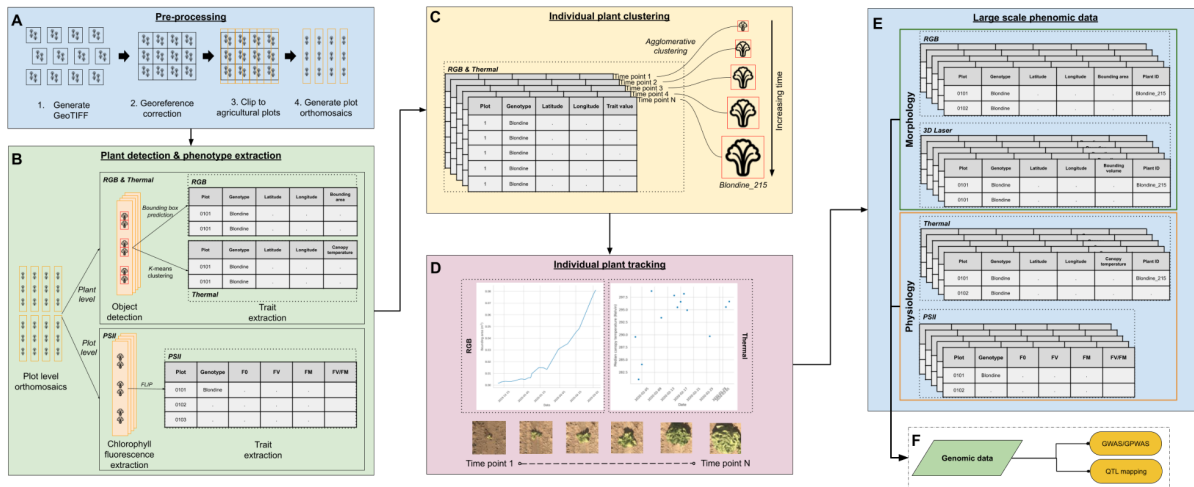 A
Pre-processing
1. Generate
GeoTIFF
2. Georeference
correction
3. Clip to
agricultural plots
4. Generate plot
orthomosaics
B
Plant detection & phenotype extraction
RGB & Thermal
RGB
Bounding box
prediction
Plot Genotype Latitude Longitude Bounding
area
0101 Blondine . . .
0101 Blondine . . .
Plot Genotype Latitude Longitude Canopy
temperature
0101 Blondine . . .
0101 Blondine . . .
K-means
clustering
Thermal
Plant
level
Object
detection
Trait
extraction
Plot
level
Plot level
orthomosaics
PSII
PSII
FLIP
Plot Genotype F0 FV FM FV/FM
0101 Blondine . . . .
0102 . . . . .
0103 . . . . .
Chlorophyll
fluorescence
extraction
Trait
extraction
C
Individual plant clustering
Agglomerative
clustering
RGB & Thermal
Time point 1
Time point 2
Time point 3
Time point 4
Time point N
Plot Genotype Latitude Longitude Trait value
1 Blondine . . .
1 Blondine . . .
1 Blondine . . .
1 Blondine . . .
1 Blondine . . .
Increasing time
Blondine_215
D
Individual plant tracking
RGB
Thermal
Date
Date
Time point 1
Time point N
E
Large scale phenomic data
Morphology
RGB
Plot Genotype Latitude Longitude Bounding area Plant ID
0101 Blondine . . . Blondine_215
0102 Blondine . . . .
3D Laser
Plot Genotype Latitude Longitude Bounding
volume Plant ID
0101 Blondine . . . Blondine_215
0101 Blondine . . . .
Physiology
Thermal
Plot Genotype Latitude Longitude Canopy
temperature Plant ID
0101 Blondine . . . Blondine_215
0102 Blondine . . . .
PSII
Plot Genotype F0 FV FM FV/FM
0101 Blondine . . . .
0102 . . . . .
F
Genomic data
GWAS/GPWAS
QTL mapping